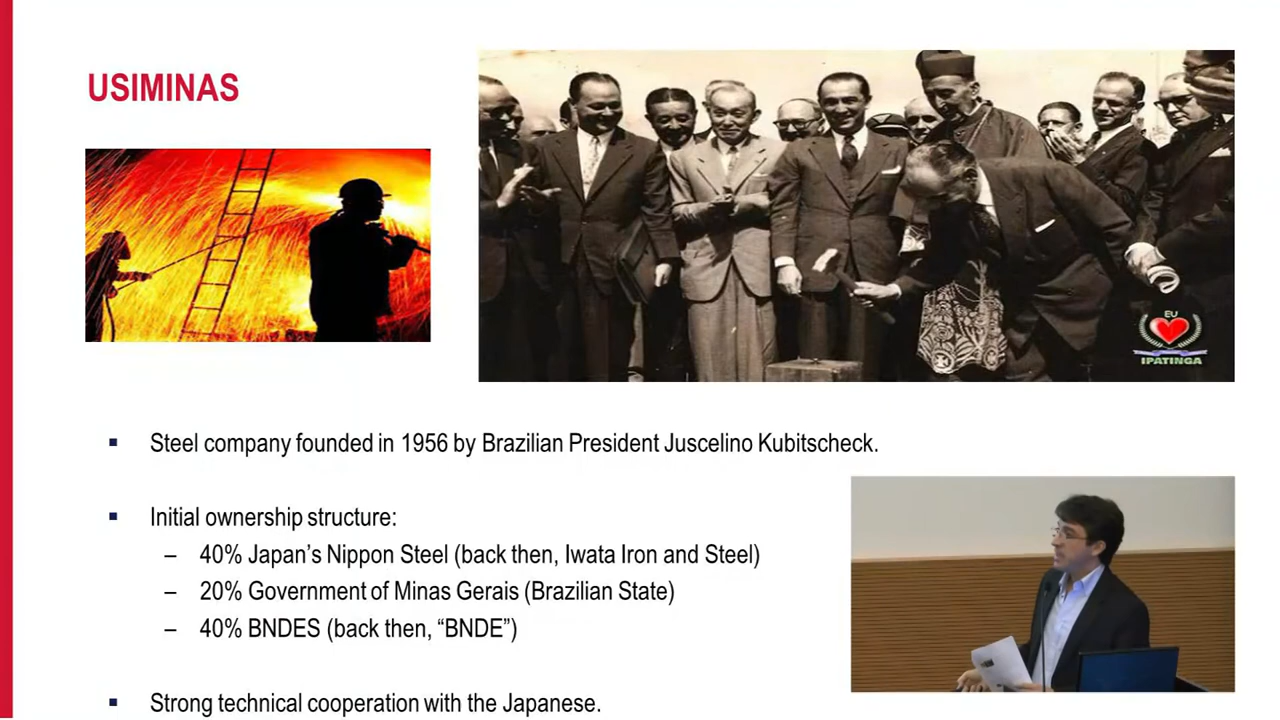 USIMINAS
EU
IPATINGA
▪ Steel company founded in 1956 by Brazilian President Juscelino Kubitscheck.
▪ Initial ownership structure:
– 40% Japan’s Nippon Steel (back then, Iwata Iron and Steel)
– 20% Government of Minas Gerais (Brazilian State)
– 40% BNDES (back then, “BNDE”)
▪ Strong technical cooperation with the Japanese.